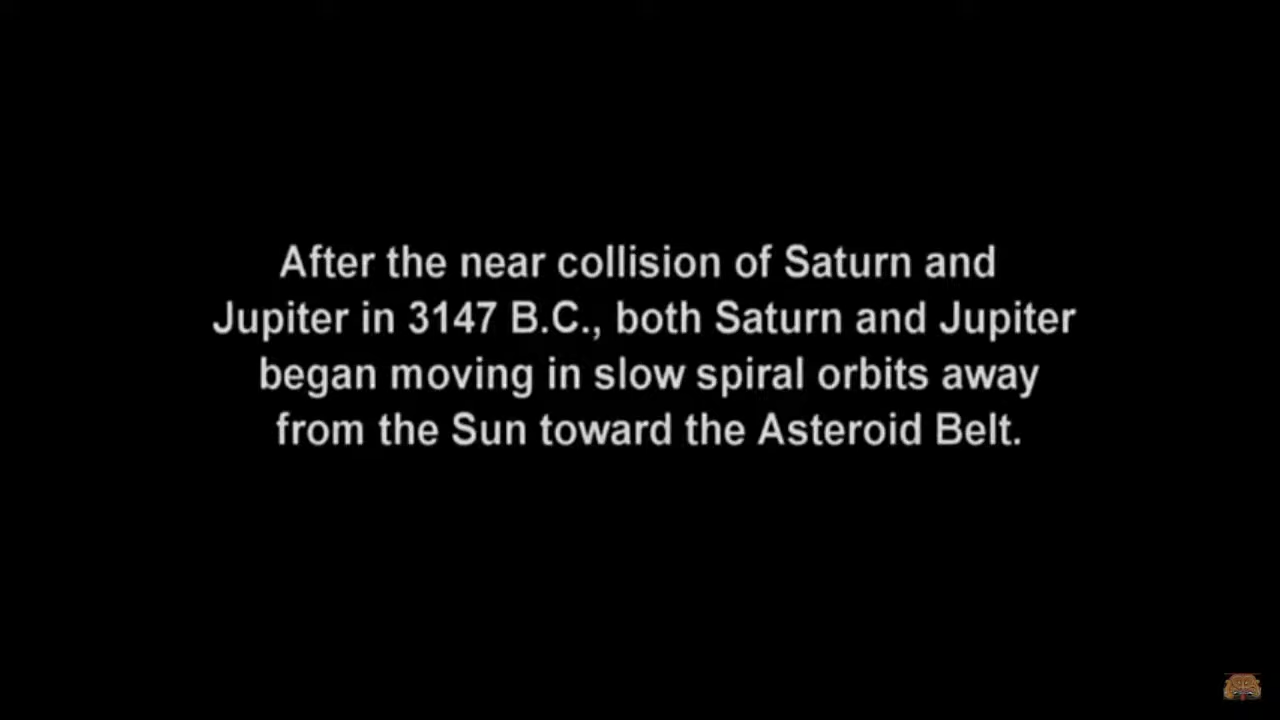 After the near collision of Saturn and
Jupiter in 3147 B.C., both Saturn and Jupiter
began moving in slow spiral orbits away
from the Sun toward the Asteroid Belt.